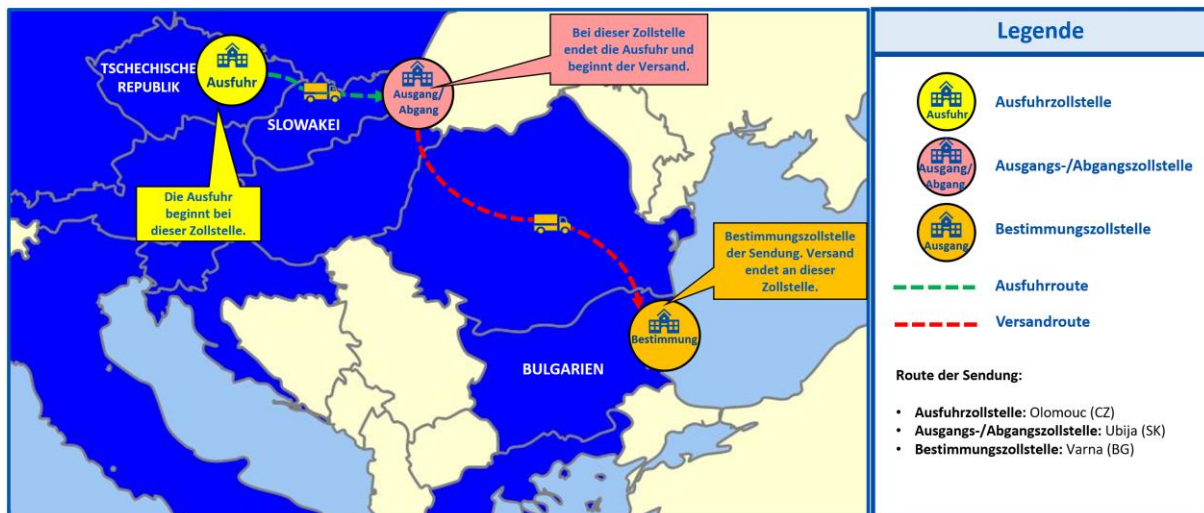 TSCHECHISCHE
REPUBLIK
Ausfuhr
SLOWAKEI
Ausgang/
Abgang
Bei dieser Zollstelle
endet die Ausfuhr und
beginnt der Versand.
Die Ausfuhr
beginnt bei
dieser Zollstelle.
Bestimmungszollstelle
der Sendung. Versand
endet an dieser
Zollstelle.
Bestimmung
BULGARIEN
Legende
Ausfuhr
Ausfuhrzollstelle
Ausgang/
Abgang
Ausgangs-/Abgangszollstelle
Ausgang
Bestimmungszollstelle
Ausfuhrroute
Versandroute
Route der Sendung:
• Ausfuhrzollstelle: Olomouc (CZ)
• Ausgangs-/Abgangszollstelle: Ubija (SK)
• Bestimmungszollstelle: Varna (BG)